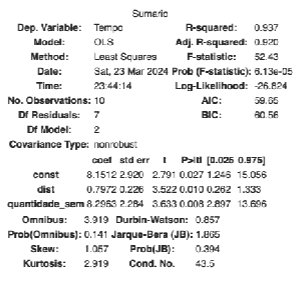 Sumario
Dep. Variable: Tempo R-squared: 0.937
Model: OLS Adj. R-squared: 0.920
Method: Least Squares F-statistic: 52.43
Date: Sat, 23 Mar 2024 Prob (F-statistic): 6.13e-05
Time: 23:44:14 Log-Likelihood: -26.824
No. Observations: 10 AIC: 59.65
Df Residuals: 7 BIC: 60.56
Df Model: 2
Covariance Type: nonrobust
coef std err t P>|t| [0.025 0.975]
const 8.1512 2.920 2.791 0.027 1.246 15.056
dist 0.7972 0.226 3.522 0.010 0.262 1.333
quantidade_sem 8.2963 2.284 3.633 0.008 2.897 13.696
Omnibus: 3.919 Durbin-Watson: 0.857
Prob(Omnibus): 0.141 Jarque-Bera (JB): 1.865
Skew: 1.057 Prob(JB): 0.394
Kurtosis: 2.919 Cond. No. 43.5